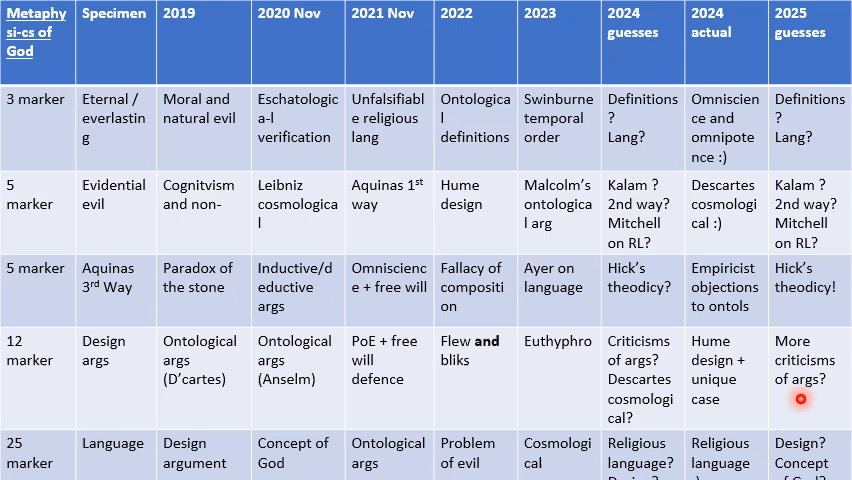 Metaphy
si-cs of
God
Specimen
2019
2020 Nov
2021 Nov
2022
2023
2024
guesses
2024
actual
2025
guesses
3 marker
Eternal /
everlastin
g
Moral and
natural evil
Eschatologic
a-l
verification
Unfalsifiabl
e religious
lang
Ontologica
l
definitions
Swinburne
temporal
order
Definitions
?
Lang?
Omniscien
ce and
omnipote
nce :)
Definitions
?
Lang?
5
marker
Evidential
evil
Cognitvism
and non-
Leibniz
cosmologica
l
Aquinas 1st
way
Hume
design
Malcolm’s
ontologica
l arg
Kalam ?
2nd way?
Mitchell
on RL?
Descartes
cosmologi
cal :)
Kalam ?
2nd way?
Mitchell
on RL?
5 marker
Aquinas
3rd Way
Paradox of
the stone
Inductive/d
eductive
args
Omniscienc
e + free will
Fallacy of
compositi
on
Ayer on
language
Hick’s
theodicy?
Empiricist
objections
to ontols
Hick’s
theodicy!
12
marker
Design
args
Ontological
args
(D’cartes)
Ontological
args
(Anselm)
PoE + free
will
defence
Flew and
bliks
Euthyphro
Criticisms
of args?
Descartes
cosmologi
cal?
Hume
design +
unique
case
More
criticisms
of args?
25
marker
Language
Design
argument
Concept of
God
Ontological
args
Problem
of evil
Cosmologi
cal
Religious
language?
Religious
language
Design?
Concept
of God?